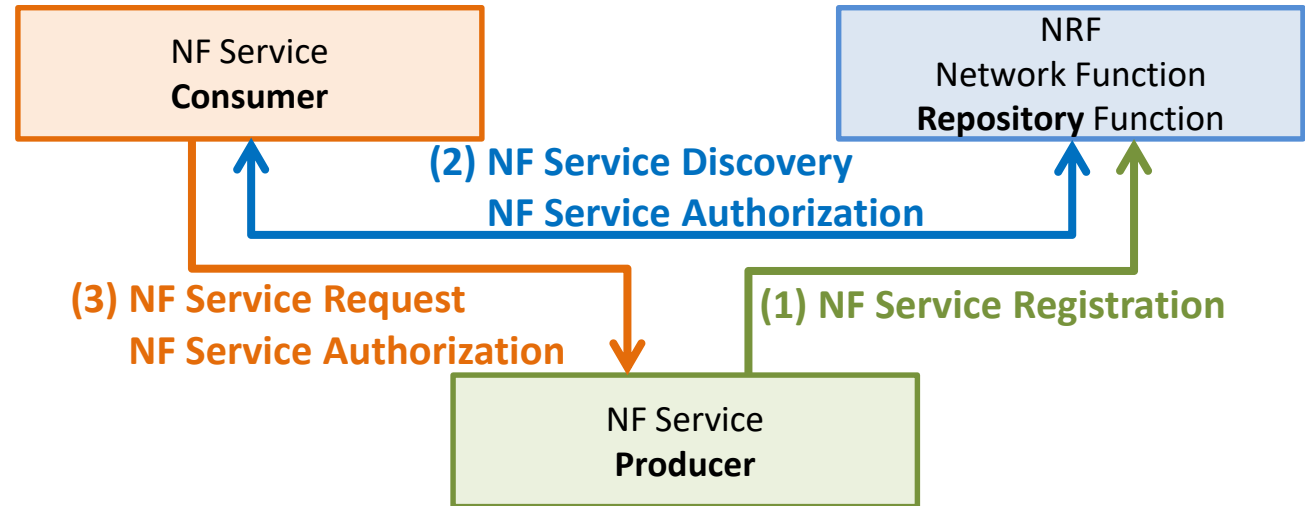 NF Service
Consumer
NRF
Network Function
Repository Function
(2) NF Service Discovery
NF Service Authorization
(3) NF Service Request
NF Service Authorization
(1) NF Service Registration
NF Service
Producer